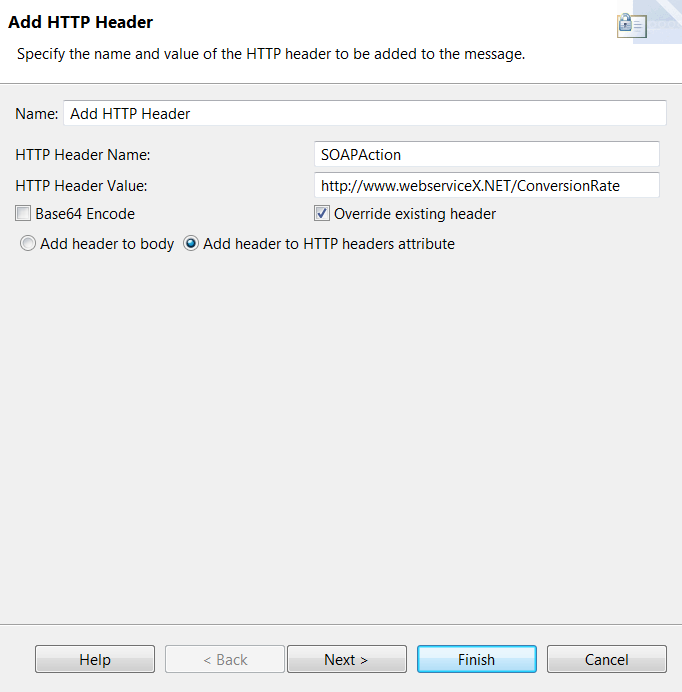 Add HTTP Header
Specify the name and value of the HTTP header to be added to the message.
Name: Add HTTP Header
HTTP Header Name: SOAPAction
HTTP Header Value: http://www.webserviceX.NET/ConversionRate
Base64 Encode Override existing header
Add header to body Add header to HTTP headers attribute
Help < Back Next > Finish Cancel